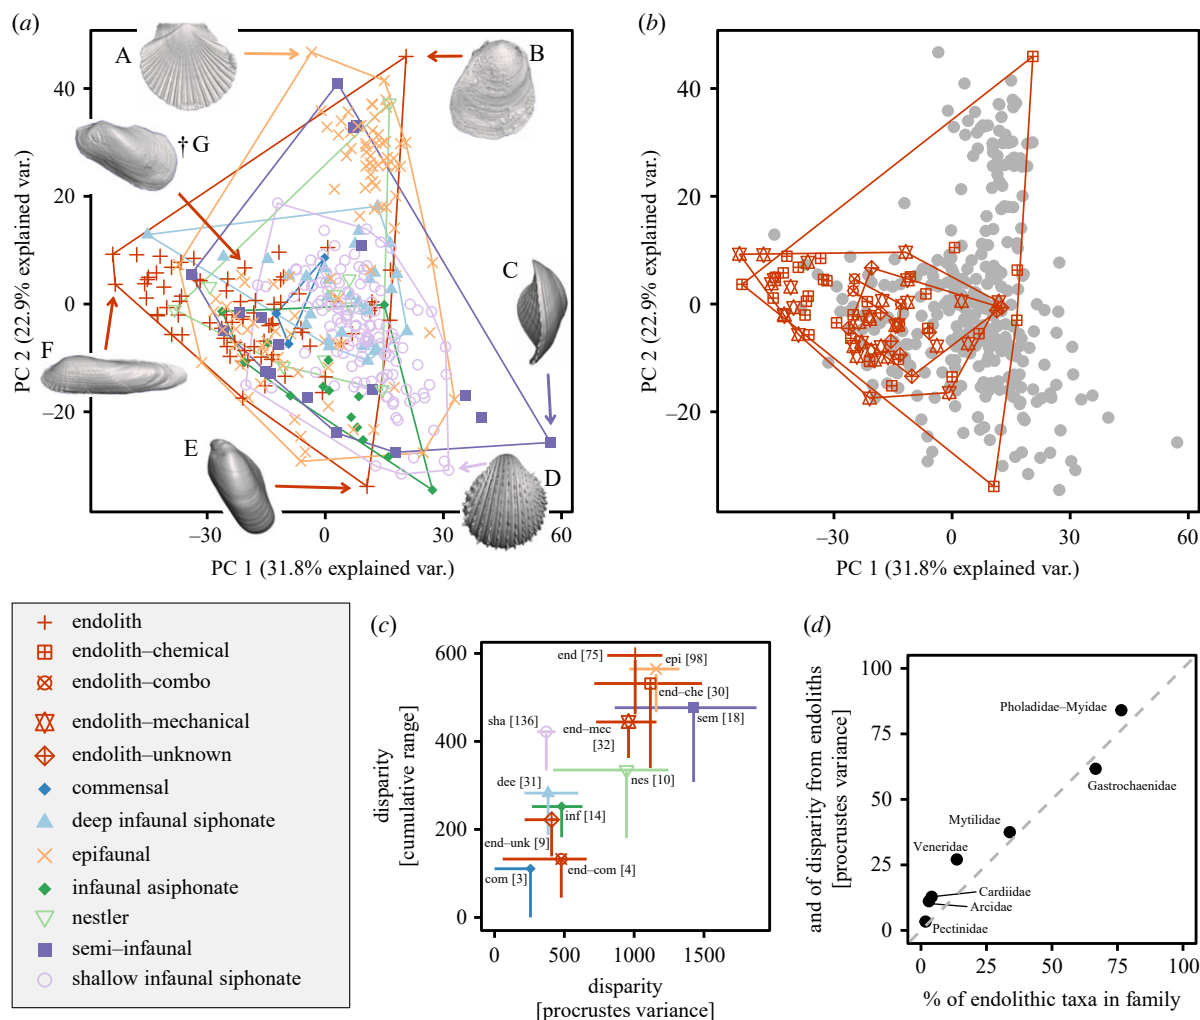 (a)
(b)
A
B
† G
C
F
E
D
40
20
0
–20
PC 2 (22.9% explained var.)
–30
0
30
60
PC 1 (31.8% explained var.)
40
20
0
–20
PC 2 (22.9% explained var.)
–30
0
30
60
PC 1 (31.8% explained var.)
endolith
endolith–chemical
endolith–combo
endolith–mechanical
endolith–unknown
commensal
deep infaunal siphonate
epifaunal
infaunal asiphonate
nestler
semi–infaunal
shallow infaunal siphonate
(c)
600
400
200
0
disparity
[cumulative range]
end [75]
epi [98]
end–che [30]
sha [136]
end–mec
[32]
sem [18]
dee [31]
nes [10]
inf [14]
end–unk [9]
com [3]
end–com [4]
0
500
1000
1500
disparity
[procrustes variance]
(d)
100
75
50
25
0
and of disparity from endoliths
[procrustes variance]
Pholadidae–Myidae
Gastrochaenidae
Mytilidae
Veneridae
Cardiidae
Arcidae
Pectinidae
0
25
50
75
100
% of endolithic taxa in family